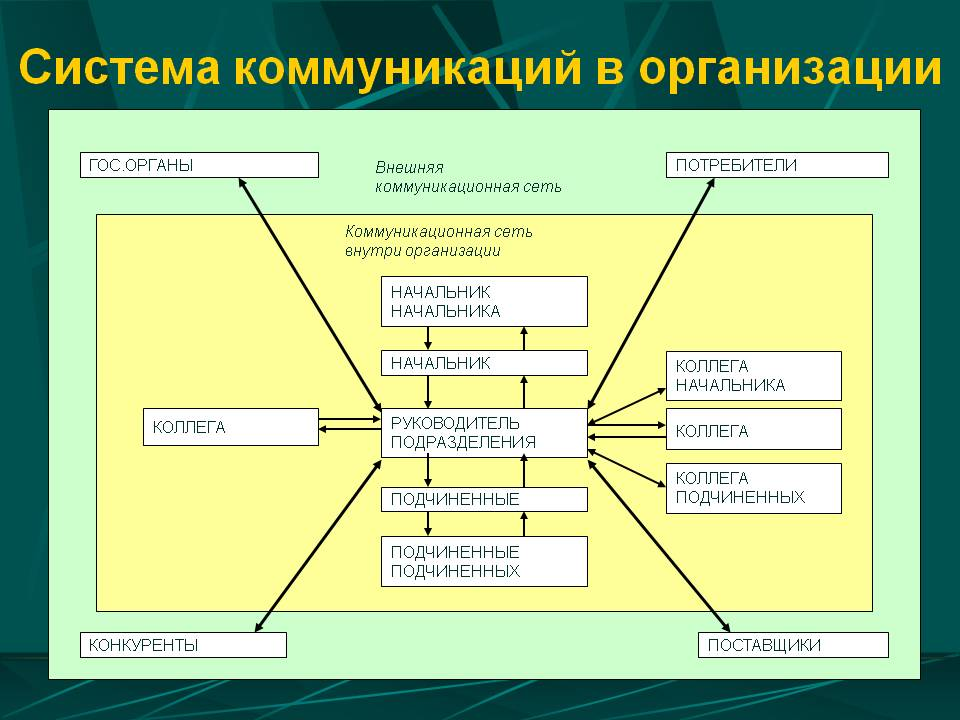 Система коммуникаций в организации
ГОС.ОРГАНЫ
Внешняя
коммуникационная сеть
ПОТРЕБИТЕЛИ
Коммуникационная сеть
внутри организации
НАЧАЛЬНИК
НАЧАЛЬНИКА
НАЧАЛЬНИК
КОЛЛЕГА
НАЧАЛЬНИКА
КОЛЛЕГА
РУКОВОДИТЕЛЬ
ПОДРАЗДЕЛЕНИЯ
КОЛЛЕГА
КОЛЛЕГА
ПОДЧИНЕННЫХ
ПОДЧИНЕННЫЕ
ПОДЧИНЕННЫЕ
ПОДЧИНЕННЫХ
КОНКУРЕНТЫ
ПОСТАВЩИКИ